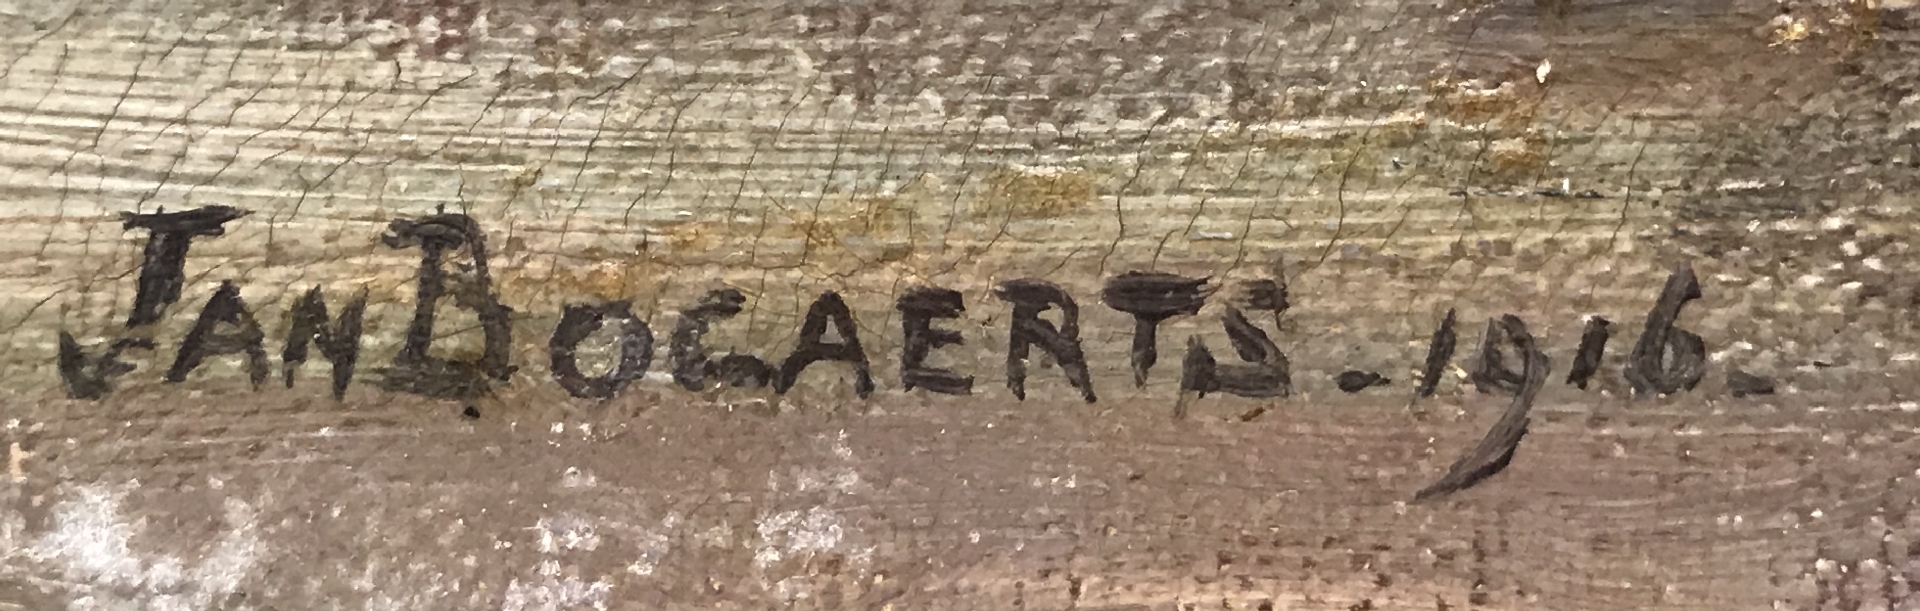 JAN BOGAERTS - 1916 -